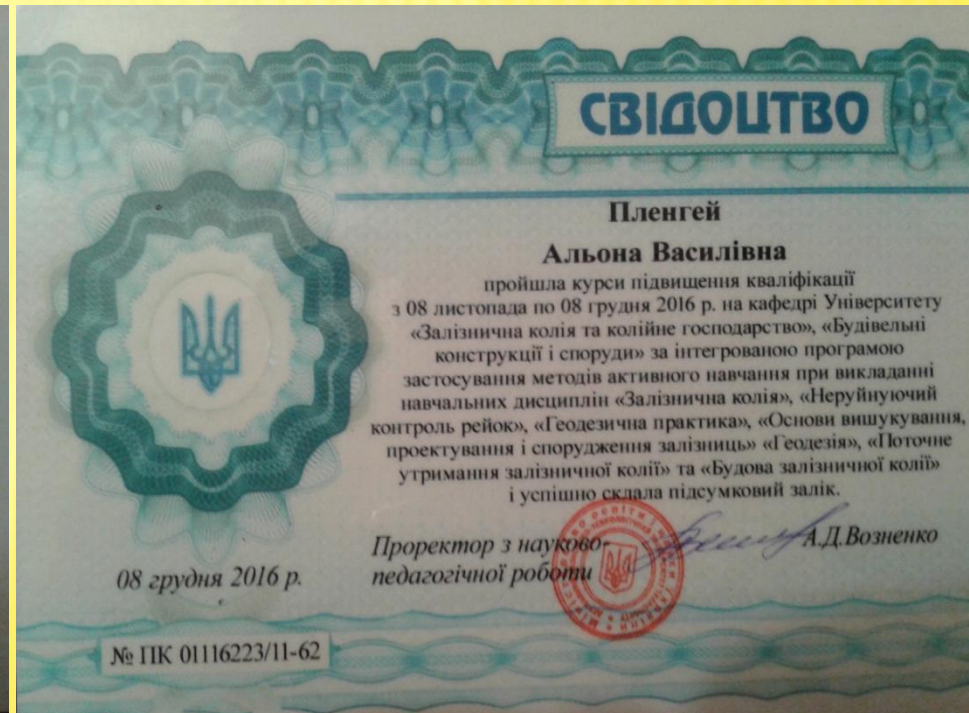 СВІДОЦТВО
Пленгей
Альона Василівна
пройшла курси підвищення кваліфікації
з 08 листопада по 08 грудня 2016 р. на кафедрі Університету
«Залізнична колія та колійне господарство», «Будівельні
конструкції і споруди» за інтегрованою програмою
застосування методів активного навчання при викладанні
навчальних дисциплін «Залізнична колія», «Неруйнуючий
контроль рейок», «Геодезична практика», «Основи вишукування,
проектування і спорудження залізниць» «Геодезія», «Поточне
утримання залізничної колії» та «Будова залізничної колії»
і успішно склала підсумковий залік.
Проректор з науково-
педагогічної роботи
А.Д.Возненко
08 грудня 2016 р.
№ ПК 01116223/11-62